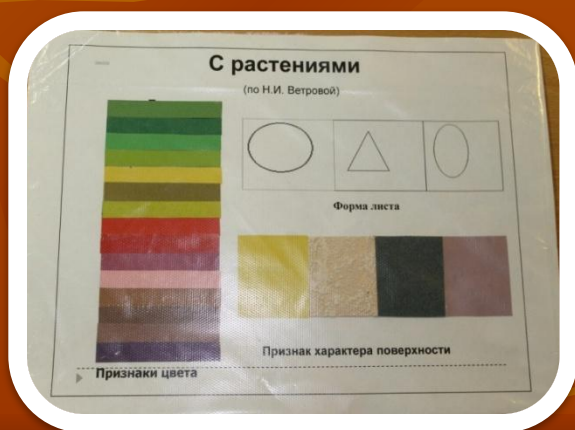 С растениями
(по Н.И. Ветровой)
Форма листа
Признак характера поверхности
Признаки цвета